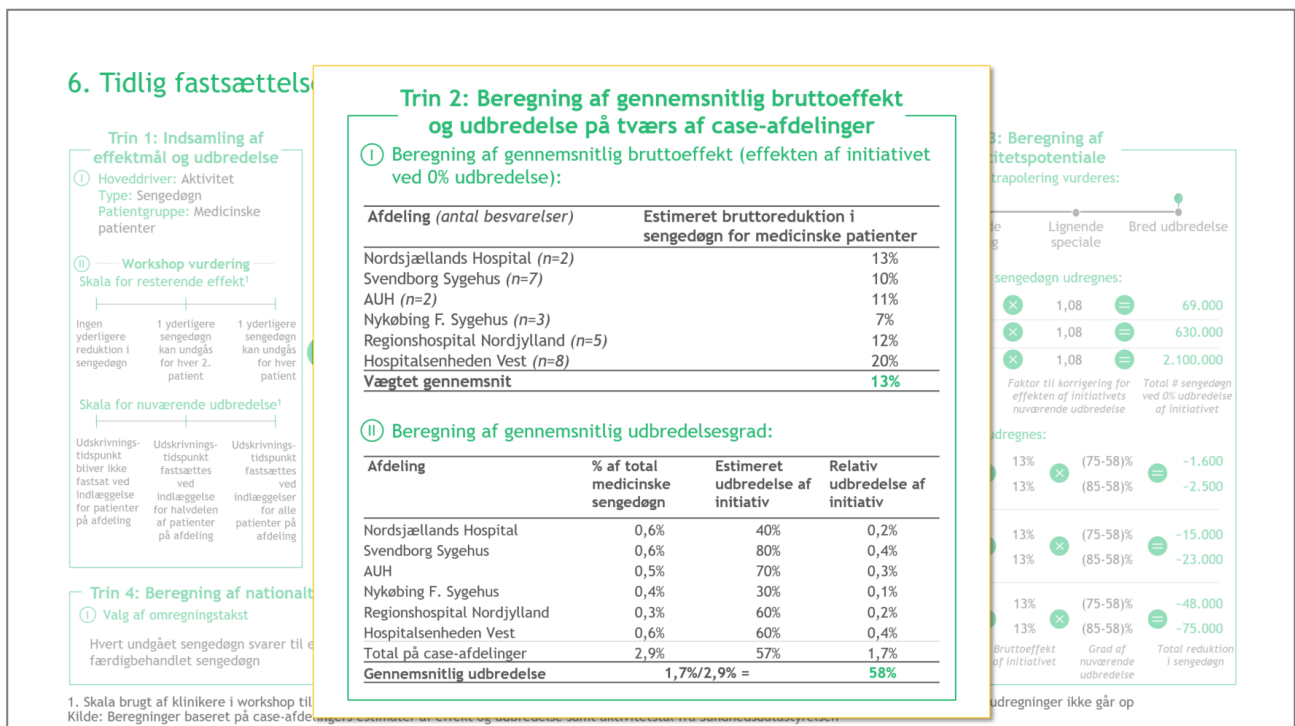 6. Tidlig fastsættels
Trin 1: Indsamling af
effektmål og udbredelse
I Hoveddriver: Aktivitet
Type: Sengedøgn
Patientgruppe: Medicinske
patienter
II Workshop vurdering
Skala for resterende effekt¹
Ingen yderligere reduktion i sengedøgn
1 yderligere sengedøgn kan undgås for hver 2. patient
1 yderligere sengedøgn kan undgås for hver patient
Skala for nuværende udbredelse¹
Udskrivnings-tidspunkt bliver ikke fastsat ved indlæggelse for patienter på afdeling
Udskrivnings-tidspunkt fastsættes ved indlæggelse for halvdelen af patienter på afdeling
Udskrivnings-tidspunkt fastsættes ved indlæggelser for alle patienter på afdeling
Trin 2: Beregning af gennemsnitlig bruttoeffekt
og udbredelse på tværs af case-afdelinger
I Beregning af gennemsnitlig bruttoeffekt (effekten af initiativet
ved 0% udbredelse):
Afdeling (antal besvarelser) Estimeret bruttoreduktion i
sengedøgn for medicinske patienter
Nordsjællands Hospital (n=2) 13%
Svendborg Sygehus (n=7) 10%
AUH (n=2) 11%
Nykøbing F. Sygehus (n=3) 7%
Regionshospital Nordjylland (n=5) 12%
Hospitalsenheden Vest (n=8) 20%
Vægtet gennemsnit 13%
II Beregning af gennemsnitlig udbredelsesgrad:
Afdeling % af total Estimeret Relativ
medicinske udbredelse af udbredelse af
sengedøgn initiativ initiativ
Nordsjællands Hospital 0,6% 40% 0,2%
Svendborg Sygehus 0,6% 80% 0,4%
AUH 0,5% 70% 0,3%
Nykøbing F. Sygehus 0,4% 30% 0,1%
Regionshospital Nordjylland 0,3% 60% 0,2%
Hospitalsenheden Vest 0,6% 60% 0,4%
Total på case-afdelinger 2,9% 57% 1,7%
Gennemsnitlig udbredelse 1,7%/2,9% = 58%
3: Beregning af
itetspotentiale
trapolering vurderes:
Lignende speciale
Bred udbredelse
sengedøgn udregnes:
× 1,08 = 69.000
× 1,08 = 630.000
× 1,08 = 2.100.000
Faktor til korrigering for effekten af initiativets nuværende udbredelse
Total # sengedøgn ved 0% udbredelse af initiativet
udregnes:
13% × (75-58)% = ~1.600
13% (85-58)% ~2.500
13% × (75-58)% = ~15.000
13% (85-58)% ~23.000
13% × (75-58)% = ~48.000
13% (85-58)% ~75.000
Bruttoeffekt af initiativet
Grad af nuværende udbredelse
Total reduktion i sengedøgn
Trin 4: Beregning af nationalt
I Valg af omregningstakst
Hvert undgået sengedøgn svarer til e
færdigbehandlet sengedøgn
1. Skala brugt af klinikere i workshop til udregninger ikke går op
Kilde: Beregninger baseret på case-afdelingers estimater af effekt og udbredelse samt aktivitetstal fra Sundhedsdatastyrelsen